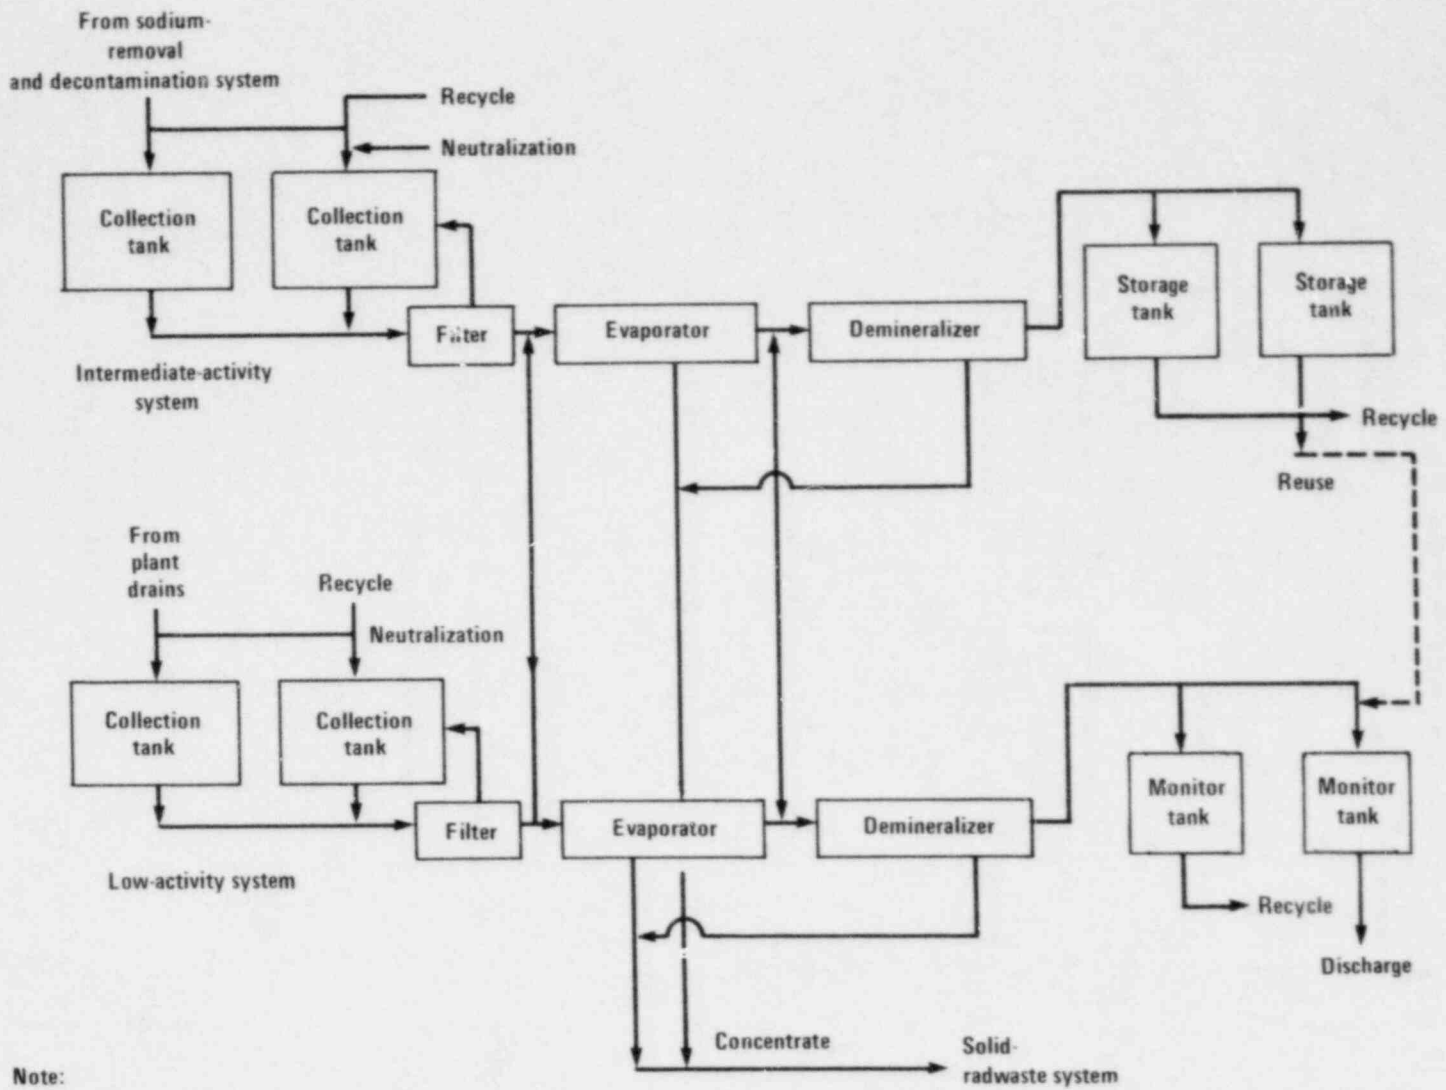 From sodium-
removal
and decontamination system
Recycle
Neutralization
Collection
tank
Collection
tank
Storage
tank
Storage
tank
Filter
Evaporator
Demineralizer
Intermediate-activity
system
Recycle
Reuse
From
plant
drains
Recycle
Neutralization
Collection
tank
Collection
tank
Monitor
tank
Monitor
tank
Filter
Evaporator
Demineralizer
Low-activity system
Recycle
Discharge
Concentrate
Solid-
radwaste system
Note: